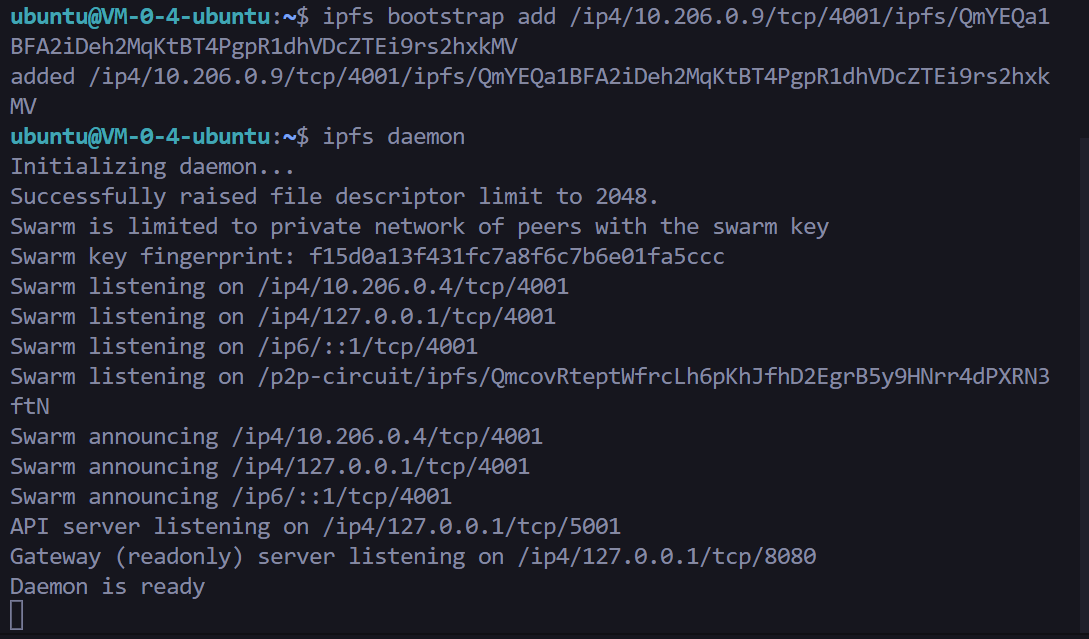 ubuntu@VM-0-4-ubuntu:~$ ipfs bootstrap add /ip4/10.206.0.9/tcp/4001/ipfs/QmYEQa1
BFA2iDeh2MqKtBT4PgpR1dhVDcZTEi9rs2hxkMV
added /ip4/10.206.0.9/tcp/4001/ipfs/QmYEQa1BFA2iDeh2MqKtBT4PgpR1dhVDcZTEi9rs2hxk
MV
ubuntu@VM-0-4-ubuntu:~$ ipfs daemon
Initializing daemon...
Successfully raised file descriptor limit to 2048.
Swarm is limited to private network of peers with the swarm key
Swarm key fingerprint: f15d0a13f431fc7a8f6c7b6e01fa5ccc
Swarm listening on /ip4/10.206.0.4/tcp/4001
Swarm listening on /ip4/127.0.0.1/tcp/4001
Swarm listening on /ip6/::1/tcp/4001
Swarm listening on /p2p-circuit/ipfs/QmcovRteptWfrcLh6pKhJfhD2EgrB5y9HNrr4dPXRN3
ftN
Swarm announcing /ip4/10.206.0.4/tcp/4001
Swarm announcing /ip4/127.0.0.1/tcp/4001
Swarm announcing /ip6/::1/tcp/4001
API server listening on /ip4/127.0.0.1/tcp/5001
Gateway (readonly) server listening on /ip4/127.0.0.1/tcp/8080
Daemon is ready